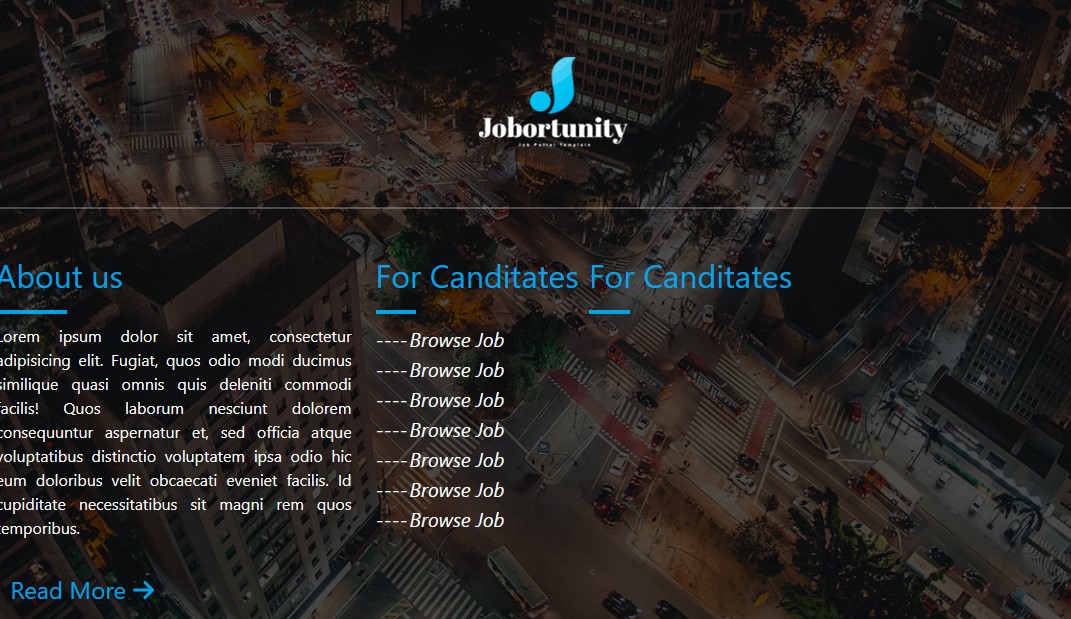 Jobortunity
Job Portal Template
About us
For Canditates
For Canditates
Lorem ipsum dolor sit amet, consectetur
adipisicing elit. Fugiat, quos odio modi ducimus
similique quasi omnis quis deleniti commodi
facilis! Quos laborum nesciunt dolorem
consequuntur aspernatur et, sed officia atque
voluptatibus distinctio voluptatem ipsa odio hic
eum doloribus velit obcaecati eveniet facilis. Id
cupiditate necessitatibus sit magni rem quos
temporibus.
Read More →
----Browse Job
----Browse Job
----Browse Job
----Browse Job
----Browse Job
----Browse Job
----Browse Job